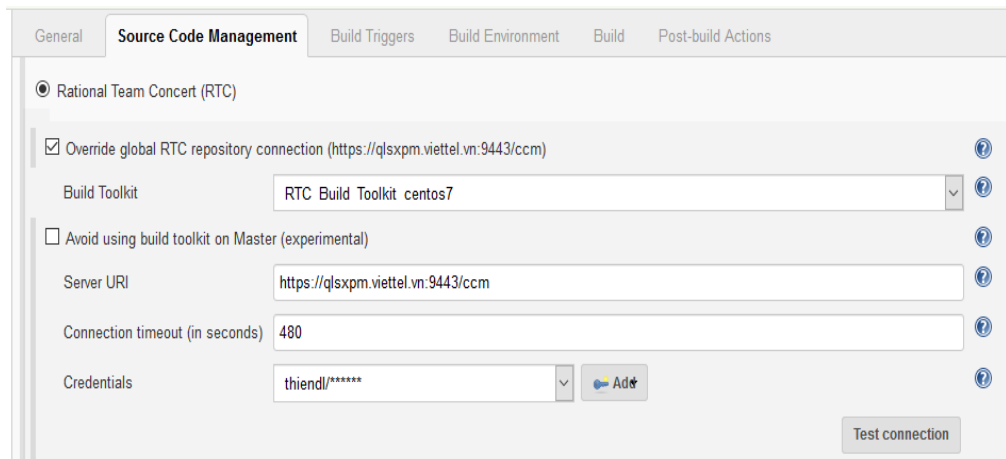 General Source Code Management Build Triggers Build Environment Build Post-build Actions
Rational Team Concert (RTC)
Override global RTC repository connection (https://qlsxpm.viettel.vn:9443/ccm)
Build Toolkit RTC Build Toolkit centos7
Avoid using build toolkit on Master (experimental)
Server URI https://qlsxpm.viettel.vn:9443/ccm
Connection timeout (in seconds) 480
Credentials thiendl/****** Add
Test connection